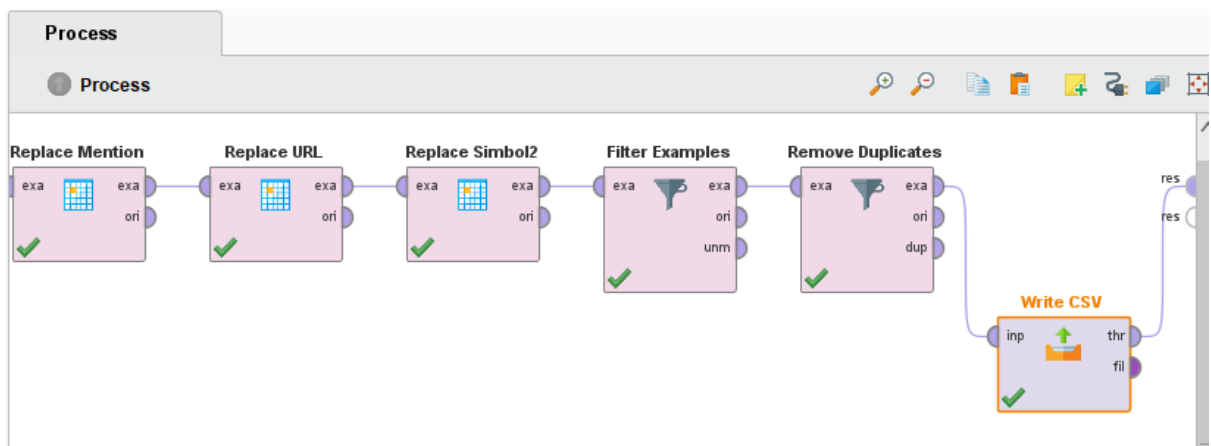 Process
Process
Replace Mention
Replace URL
Replace Simbol2
Filter Examples
Remove Duplicates
exa
exa
ori
exa
exa
ori
exa
exa
ori
exa
exa
ori
unm
exa
exa
ori
dup
res
res
Write CSV
inp
thr
fil